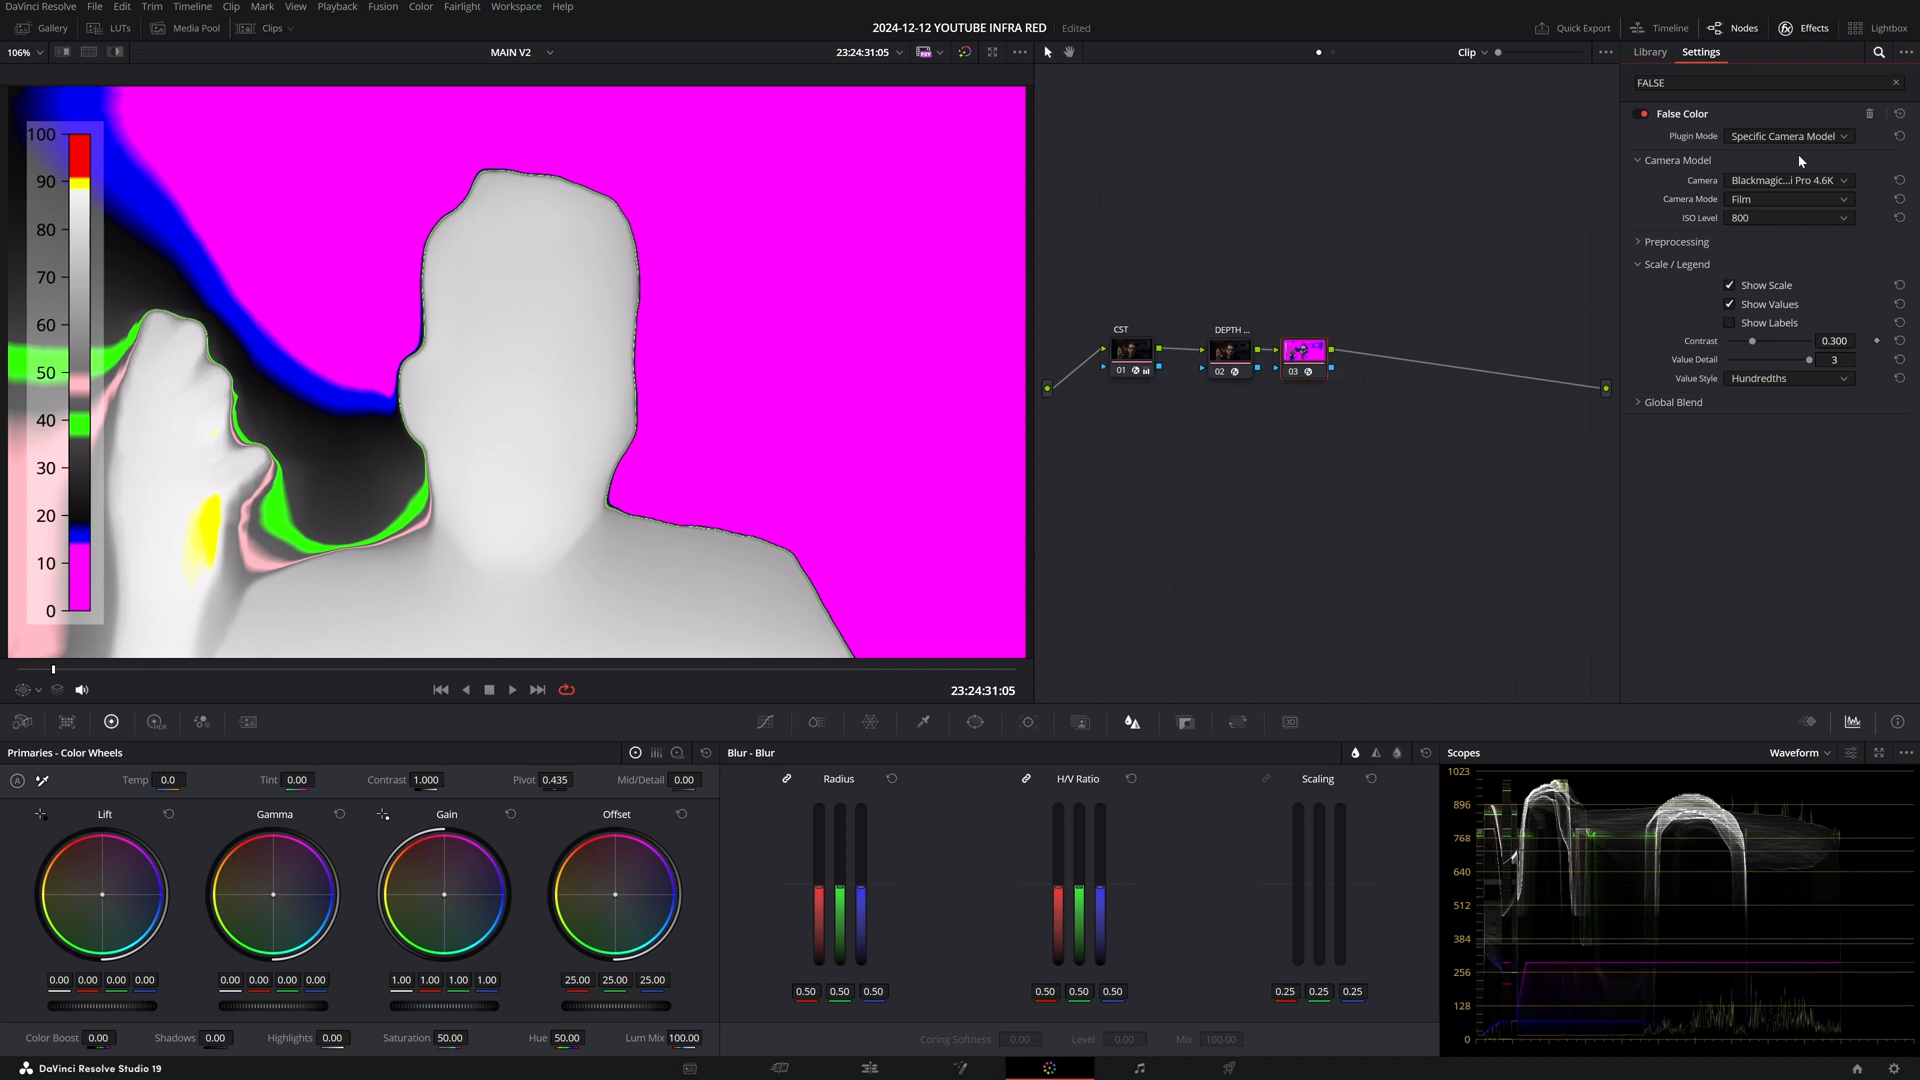 DaVinci Resolve File Edit Trim Timeline Clip Mark View Playback Fusion Color Fairlight Workspace Help
Gallery LUTs Media Pool Clips 2024-12-12 YOUTUBE INFRA RED Edited Quick Export Timeline Nodes Effects Lightbox
106% MAIN V2 23:24:31:05 Clip Library Settings
FALSE
False Color
Plugin Mode Specific Camera Model
Camera Model
Camera Blackmagic...i Pro 4.6K
Camera Mode Film
ISO Level 800
Preprocessing
Scale / Legend
Show Scale
Show Values
Show Labels
Contrast 0.300
Value Detail 3
Value Style Hundredths
Global Blend
100
90
80
70
60
50
40
30
20
10
0
CST DEPTH ...
01 02 03
23:24:31:05
Primaries - Color Wheels
Temp 0.0 Tint 0.00 Contrast 1.000 Pivot 0.435 Mid/Detail 0.00
Lift Gamma Gain Offset
0.00 0.00 0.00 0.00 0.00 0.00 0.00 0.00 1.00 1.00 1.00 1.00 25.00 25.00 25.00
Color Boost 0.00 Shadows 0.00 Highlights 0.00 Saturation 50.00 Hue 50.00 Lum Mix 100.00
Blur - Blur
Radius H/V Ratio Scaling
0.50 0.50 0.50 0.50 0.50 0.50 0.25 0.25 0.25
Coring Softness 0.00 Level 0.00 Mix 100.00
Scopes Waveform
1023
896
768
640
512
384
256
128
0
DaVinci Resolve Studio 19